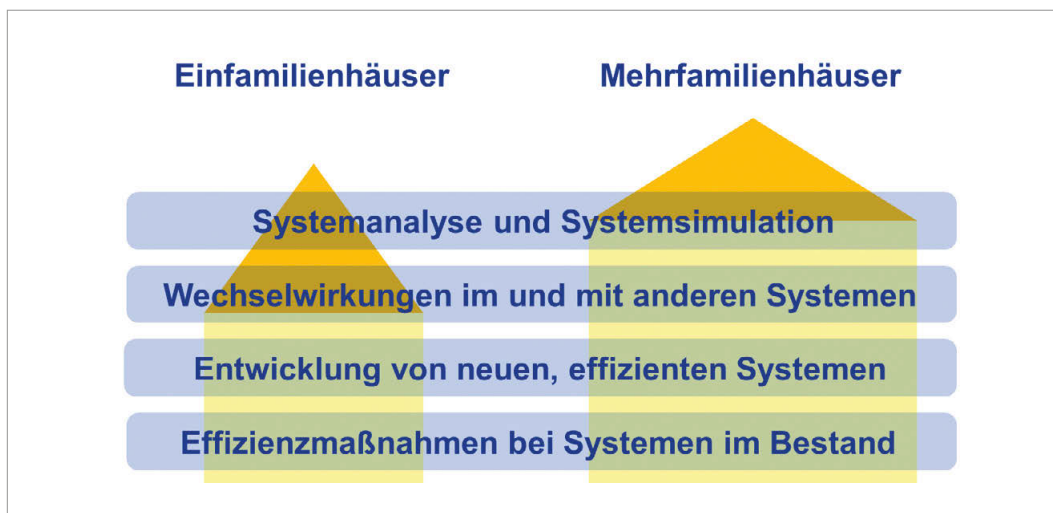 Einfamilienhäuser
Mehrfamilienhäuser
Systemanalyse und Systemsimulation
Wechselwirkungen im und mit anderen Systemen
Entwicklung von neuen, effizienten Systemen
Effizienzmaßnahmen bei Systemen im Bestand